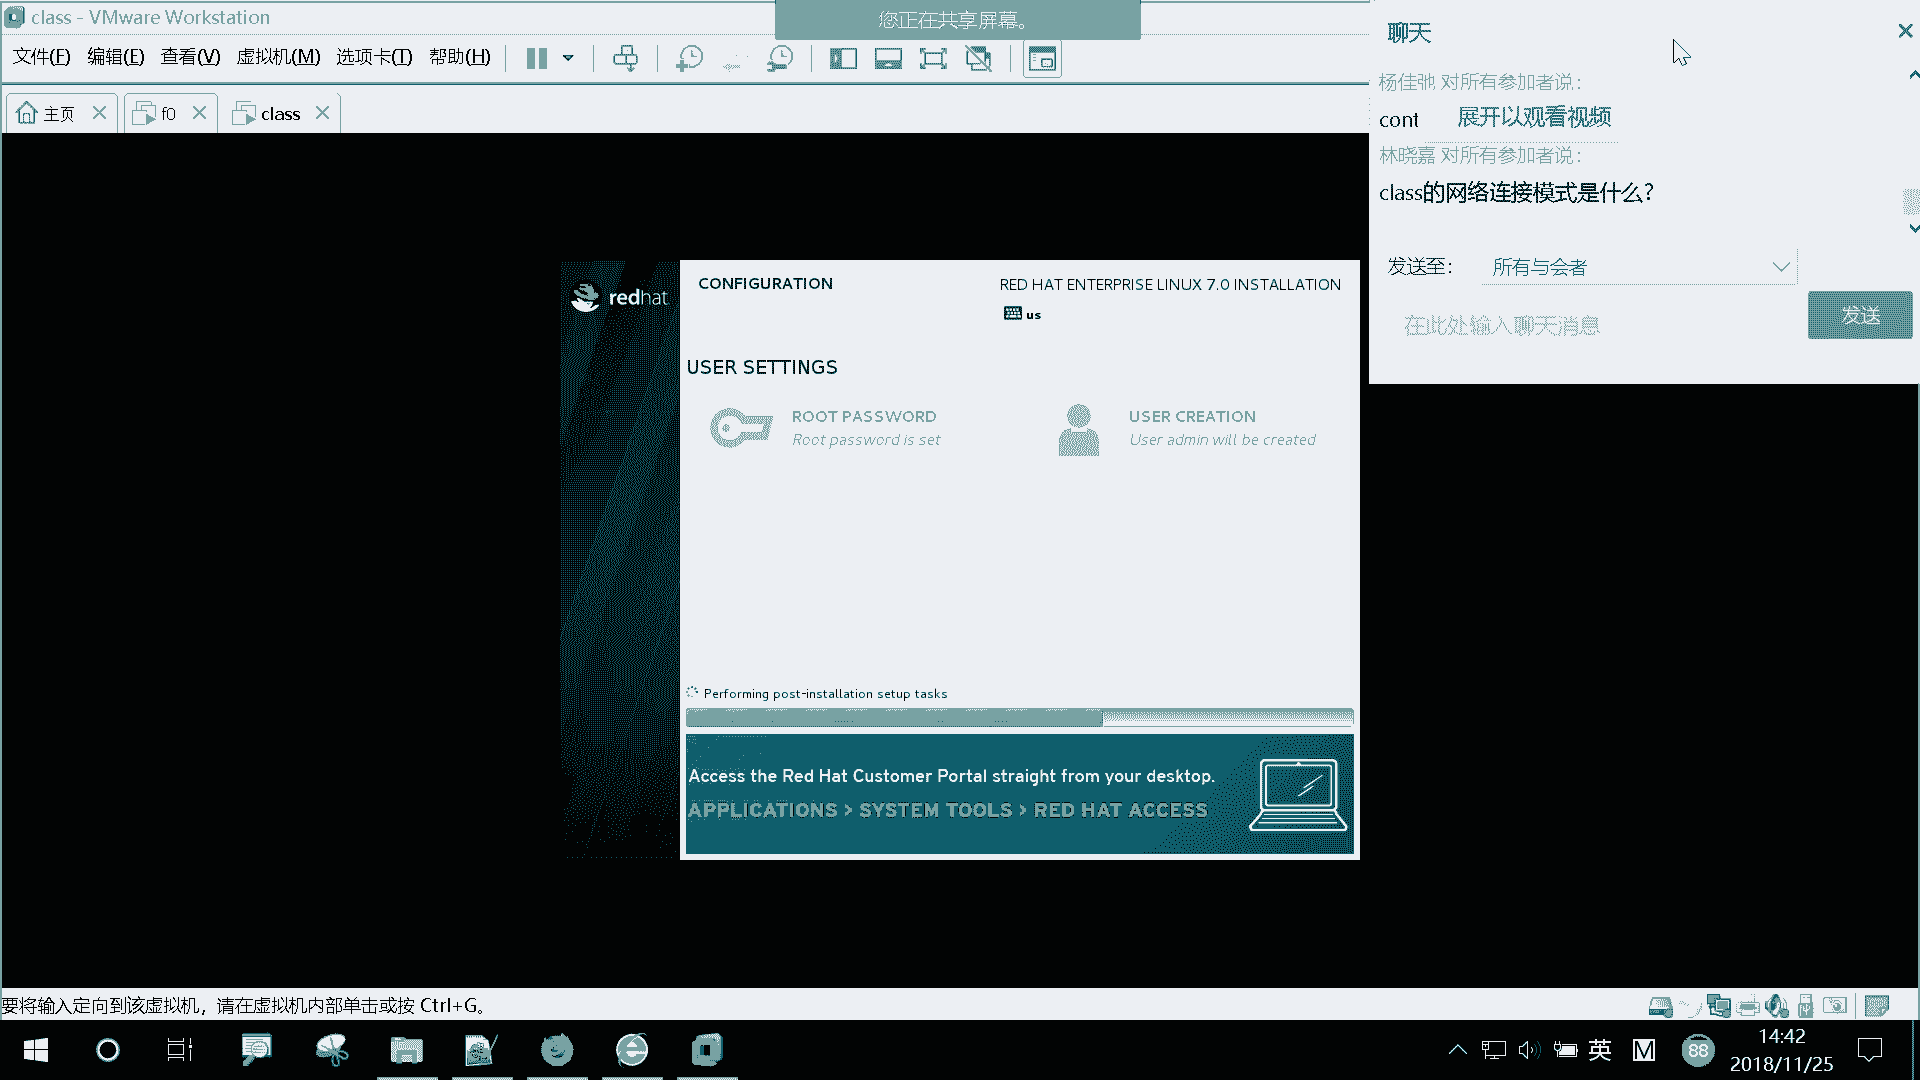 class - VMware Workstation
您正在共享屏幕。
文件(F) 编辑(E) 查看(V) 虚拟机(M) 选项卡(T) 帮助(H)
主页 f0 class
聊天
杨佳弛 对所有参加者说：
cont 展开以观看视频
林晓嘉 对所有参加者说：
class的网络连接模式是什么?
发送至： 所有与会者
在此处输入聊天消息
发送
redhat
CONFIGURATION
RED HAT ENTERPRISE LINUX 7.0 INSTALLATION
us
USER SETTINGS
ROOT PASSWORD
Root password is set
USER CREATION
User admin will be created
Performing post-installation setup tasks
Access the Red Hat Customer Portal straight from your desktop.
APPLICATIONS > SYSTEM TOOLS > RED HAT ACCESS
要将输入定向到该虚拟机，请在虚拟机内部单击或按 Ctrl+G。
英 M 88
14:42
2018/11/25